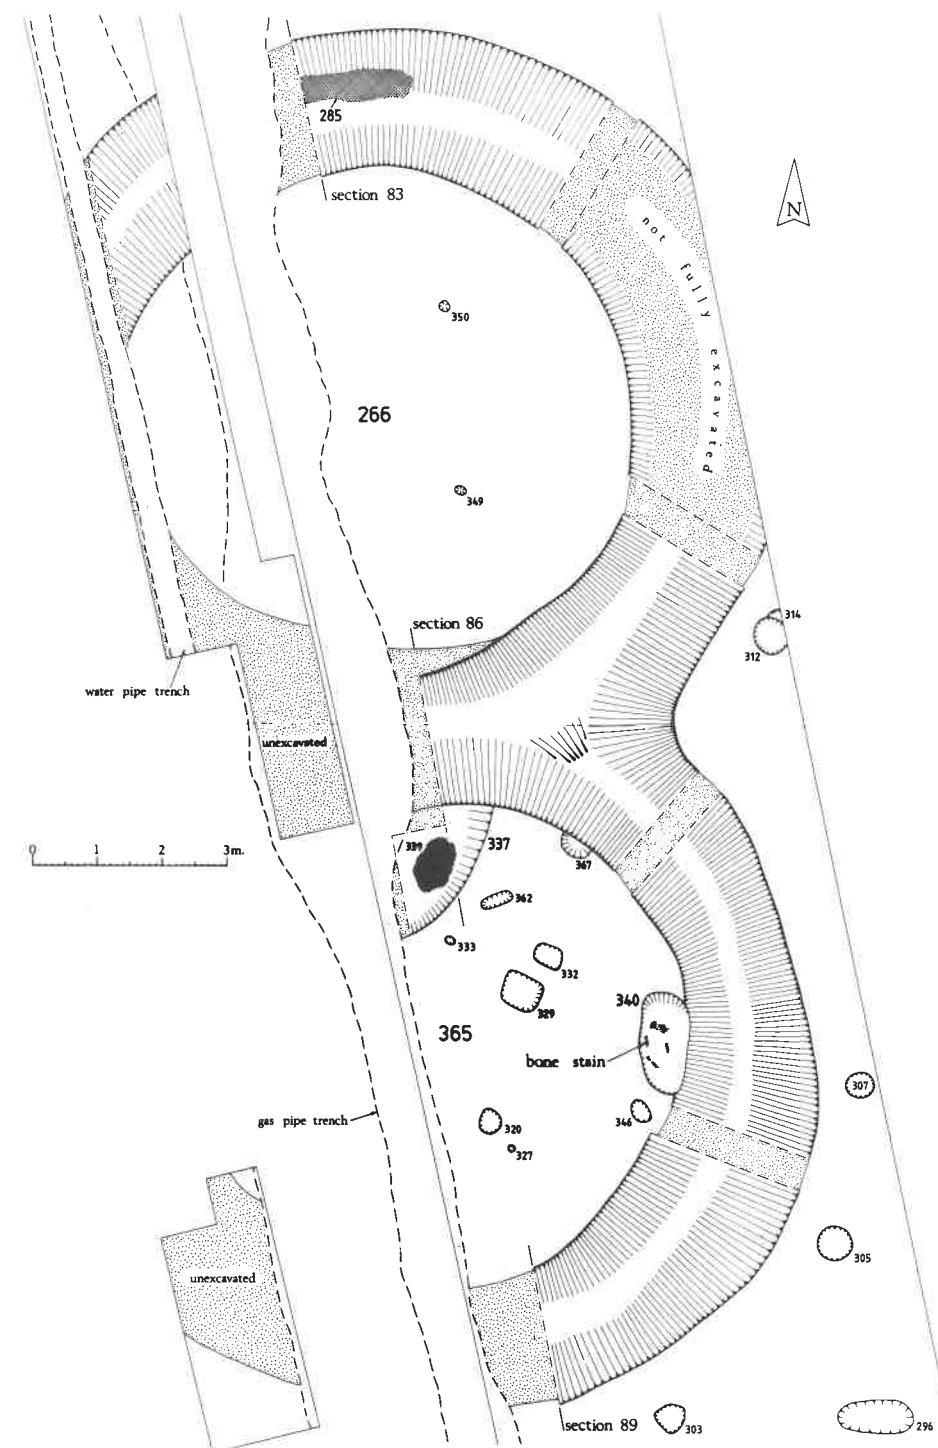 285
section 83
N
not fully excavated
350
266
349
section 86
314
312
water pipe trench
unexcavated
0 1 2 3m.
339
337
367
362
333
332
329
340
365
bone stain
307
gas pipe trench
320
346
327
305
unexcavated
section 89
303
296